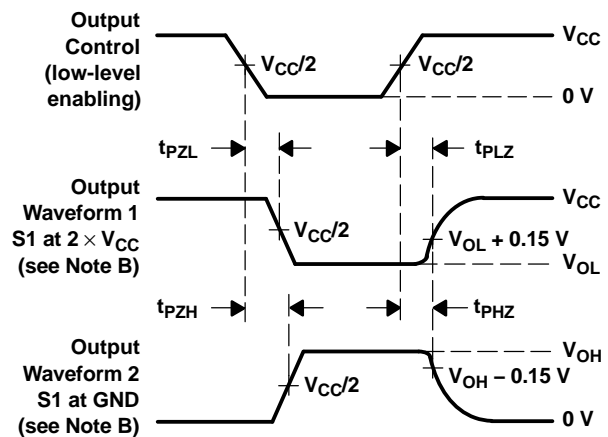 Output
Control
(low-level
enabling)
VCC/2
VCC/2
VCC
0 V
tPZL
tPLZ
Output
Waveform 1
S1 at 2 × VCC
(see Note B)
VCC/2
VCC
VOL + 0.15 V
VOL
tPZH
tPHZ
Output
Waveform 2
S1 at GND
(see Note B)
VCC/2
VOH
VOH − 0.15 V
0 V